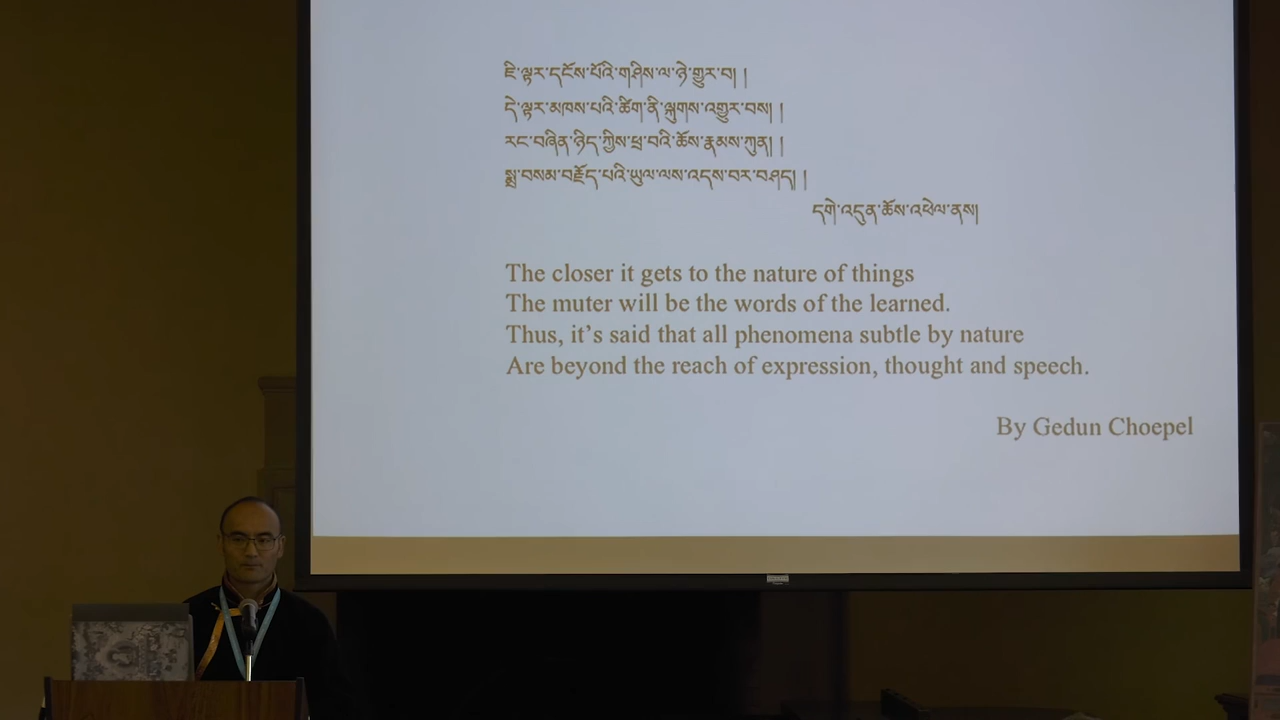 ཇི་ལྟར་དངོས་པོའི་གཤིས་ལ་ཉེ་གྱུར་བ། །
དེ་ལྟར་མཁས་པའི་ཚིག་ནི་ལྐུགས་འགྱུར་བས། །
རང་བཞིན་ཉིད་ཀྱིས་ཕྲ་བའི་ཆོས་རྣམས་ཀུན། །
སྨྲ་བསམ་བརྗོད་པའི་ཡུལ་ལས་འདས་བར་བཤད། །
དགེ་འདུན་ཆོས་འཕེལ་ནས།
The closer it gets to the nature of things
The muter will be the words of the learned.
Thus, it’s said that all phenomena subtle by nature
Are beyond the reach of expression, thought and speech.
By Gedun Choepel